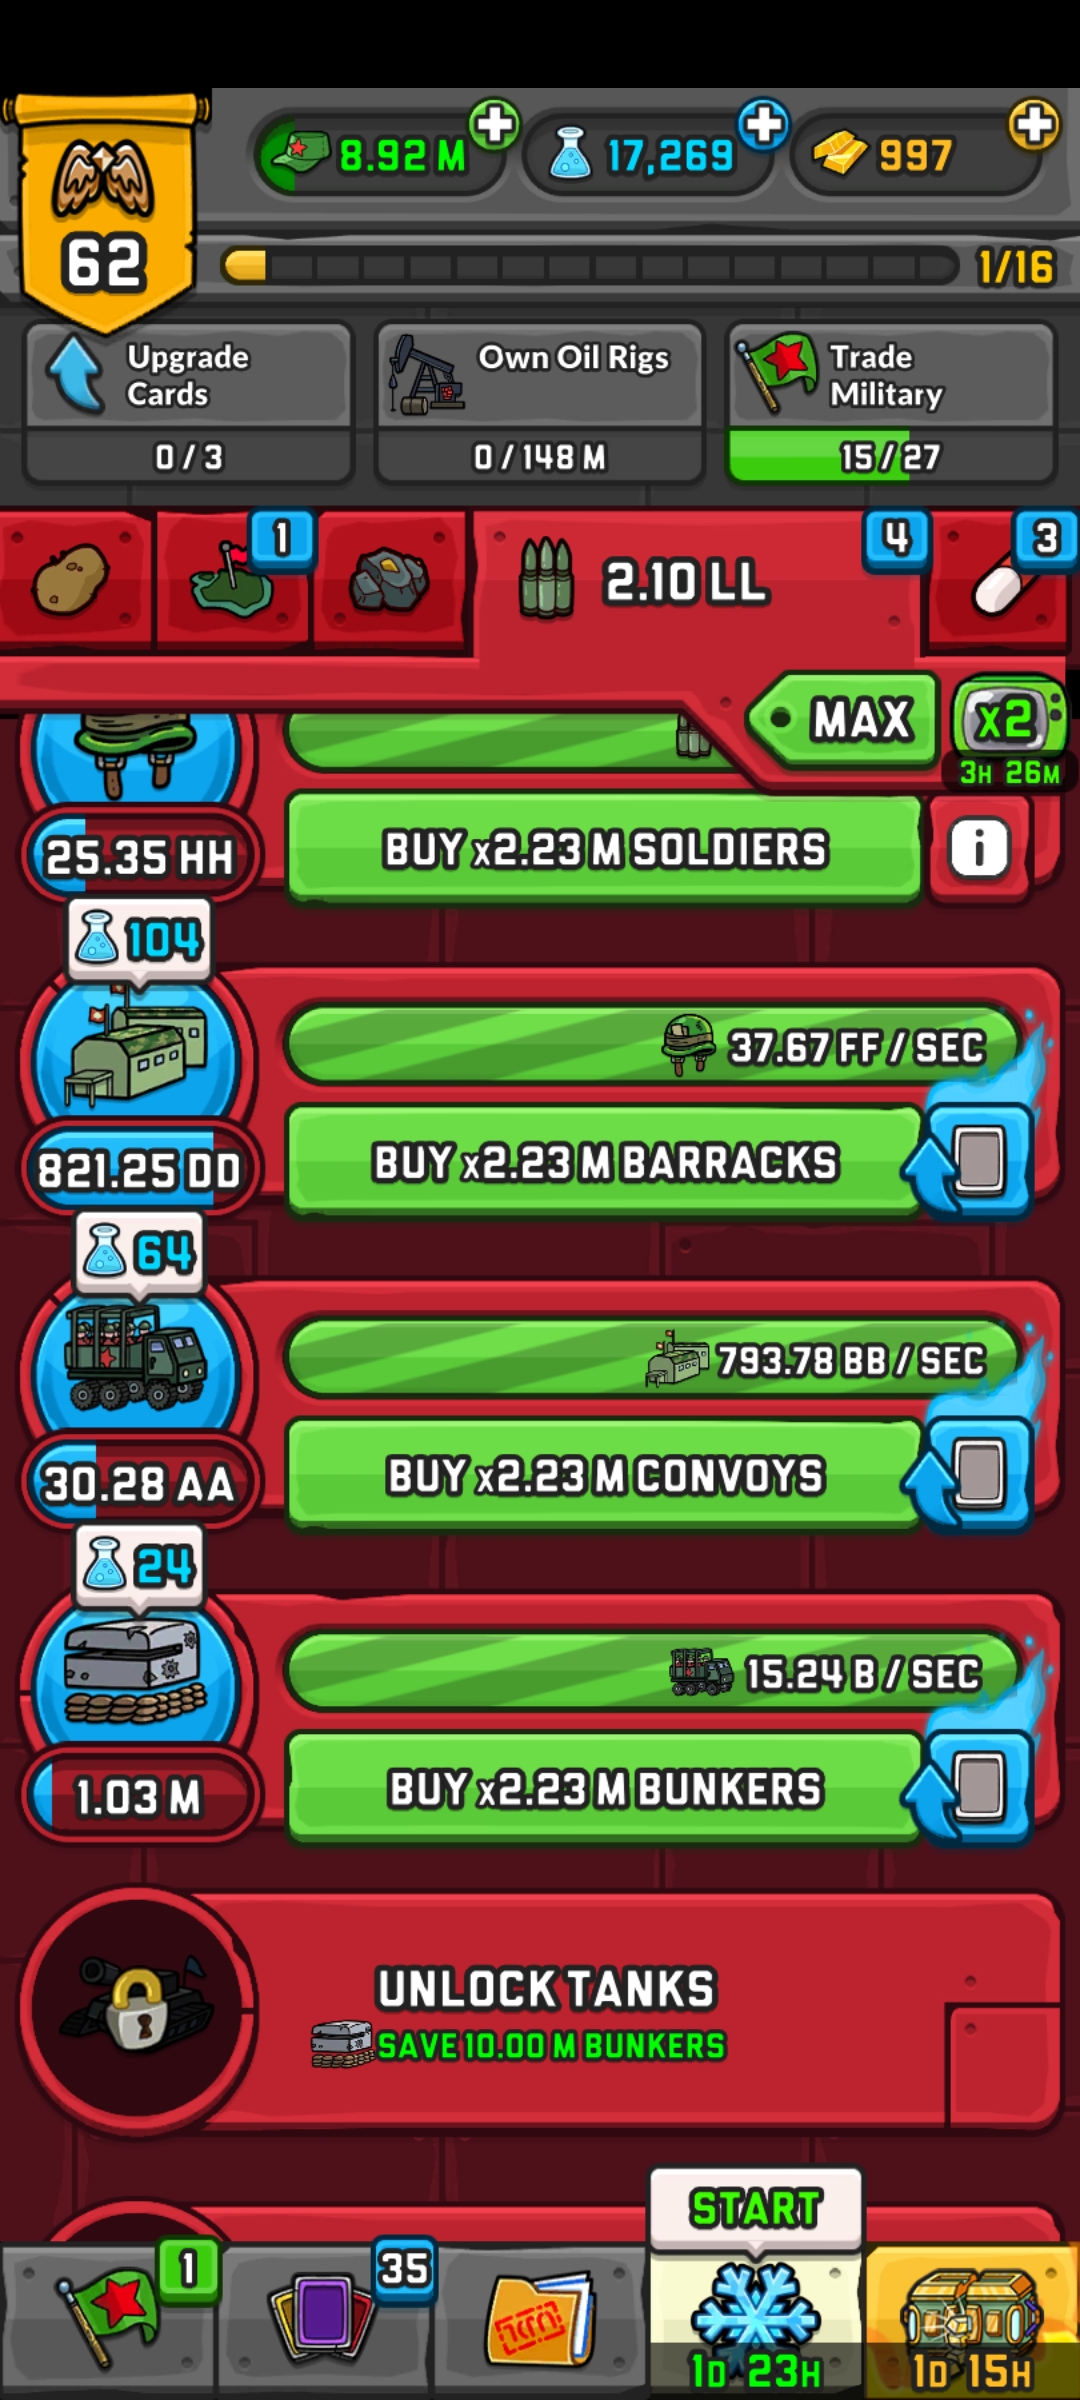 8.92 M
17,269
997
62
1/16
Upgrade
Cards
0 / 3
Own Oil Rigs
0 / 148 M
Trade
Military
15 / 27
1
2.10 LL
4
3
MAX
x2
3H 26M
25.35 HH
BUY x2.23 M SOLDIERS
i
104
37.67 FF / SEC
821.25 DD
BUY x2.23 M BARRACKS
64
793.78 BB / SEC
30.28 AA
BUY x2.23 M CONVOYS
24
15.24 B / SEC
1.03 M
BUY x2.23 M BUNKERS
UNLOCK TANKS
SAVE 10.00 M BUNKERS
START
1
35
1D 23H
1D 15H